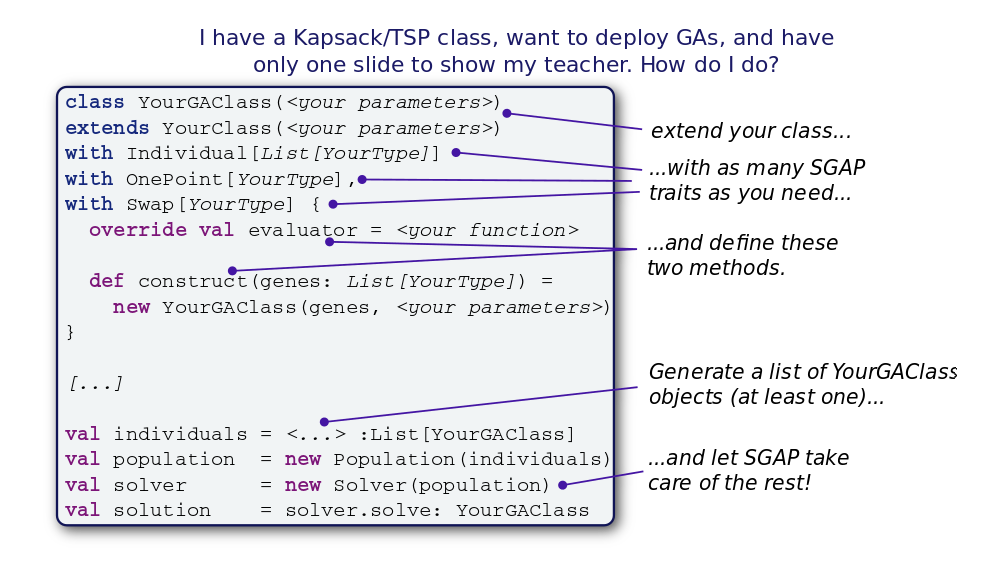 I have a Kapsack/TSP class, want to deploy GAs, and have
only one slide to show my teacher. How do I do?
class YourGAClass(<your parameters>)
extends YourClass(<your parameters>)
with Individual[List[YourType]]
with OnePoint[YourType],
with Swap[YourType] {
override val evaluator = <your function>
def construct(genes: List[YourType]) =
new YourGAClass(genes, <your parameters>)
}
[...]
val individuals = <...> :List[YourGAClass]
val population = new Population(individuals)
val solver = new Solver(population)
val solution = solver.solve: YourGAClass
extend your class...
...with as many SGAP
traits as you need...
...and define these
two methods.
Generate a list of YourGAClass
objects (at least one)...
...and let SGAP take
care of the rest!